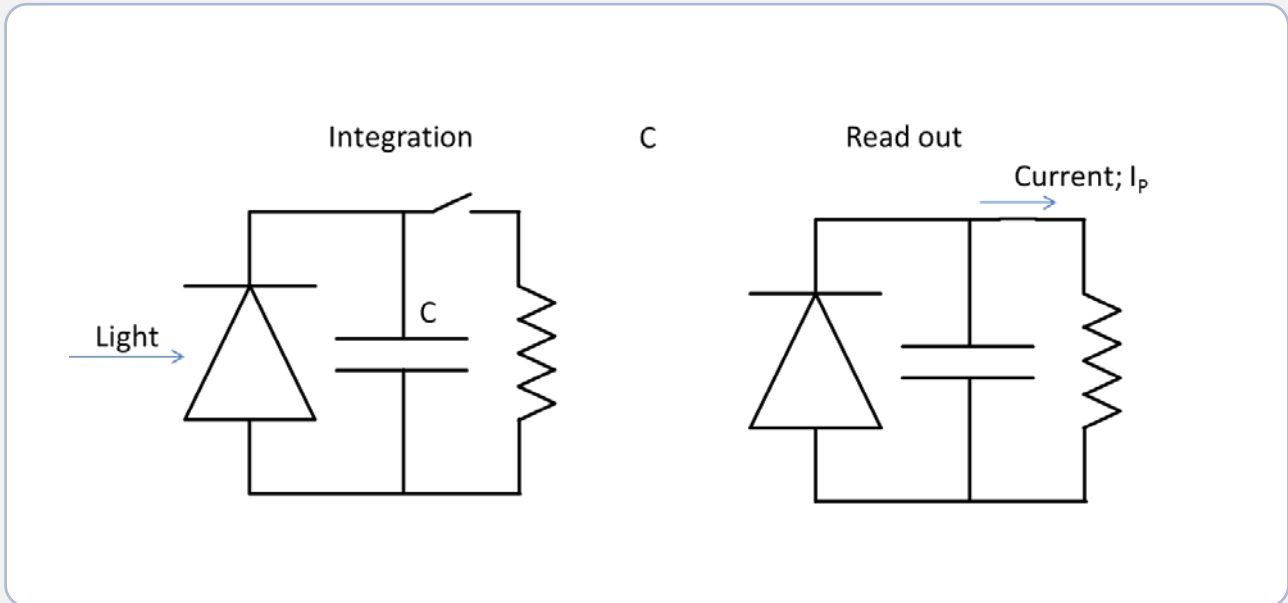 Integration
C
Read out
Current; Iₚ
Light
C